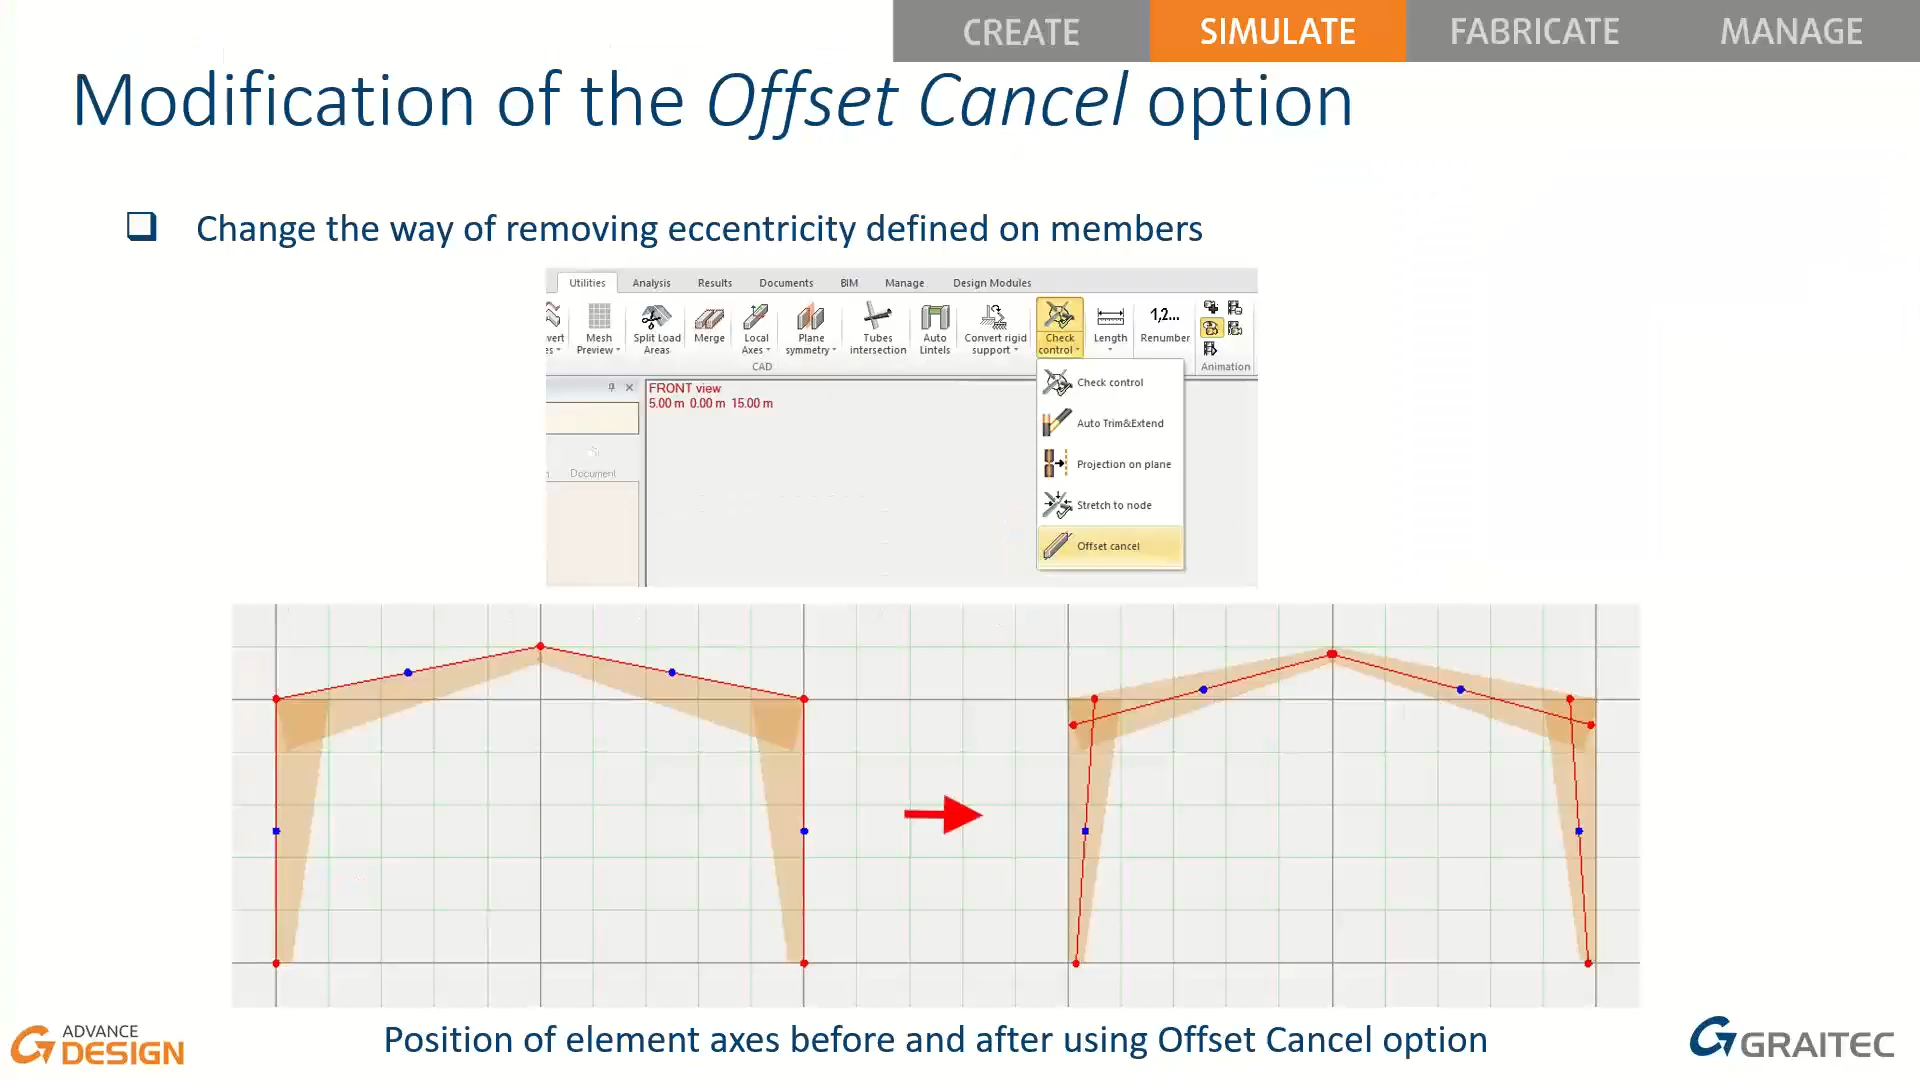 CREATE
SIMULATE
FABRICATE
MANAGE
Modification of the Offset Cancel option
Change the way of removing eccentricity defined on members
Utilities
Analysis
Results
Documents
BIM
Manage
Design Modules
Mesh
Preview
Split Load
Areas
Merge
Local
Axes
Plane
symmetry
Tubes
intersection
Auto
Lintels
Convert rigid
support
Check
control
Length
1,2...
Renumber
CAD
Animation
FRONT view
5.00 m 0.00 m 15.00 m
Document
Check control
Auto Trim&Extend
Projection on plane
Stretch to node
Offset cancel
Position of element axes before and after using Offset Cancel option
ADVANCE
DESIGN
GRAITEC